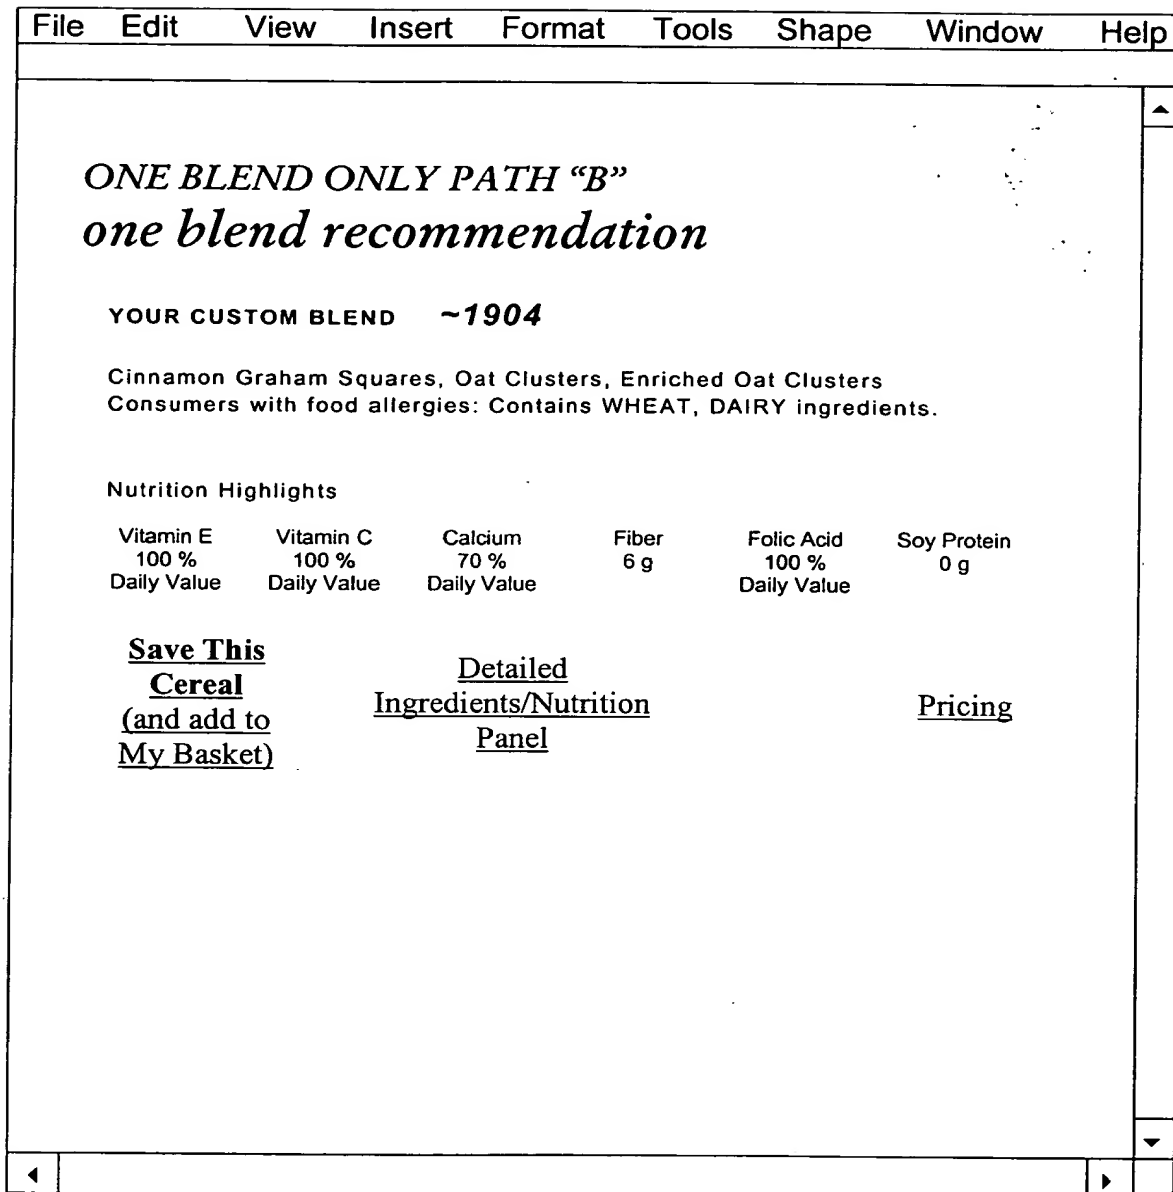 File Edit View Insert Format Tools Shape Window Help
ONE BLEND ONLY PATH “B”
one blend recommendation
YOUR CUSTOM BLEND ~1904
Cinnamon Graham Squares, Oat Clusters, Enriched Oat Clusters
Consumers with food allergies: Contains WHEAT, DAIRY ingredients.
Nutrition Highlights
Vitamin E Vitamin C Calcium Fiber Folic Acid Soy Protein
100 % 100 % 70 % 6 g 100 % 0 g
Daily Value Daily Value Daily Value Daily Value
Save This
Cereal
(and add to
My Basket)
Detailed
Ingredients/Nutrition
Panel
Pricing